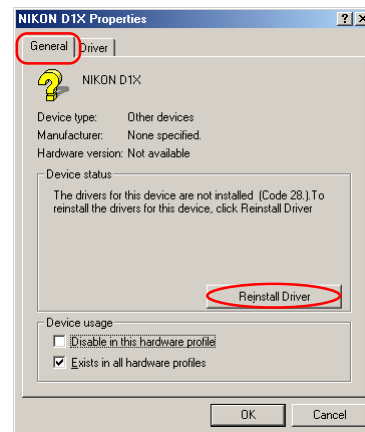 NIKON D1X Properties
General
Driver
NIKON D1X
Device type: Other devices
Manufacturer: None specified.
Hardware version: Not available
Device status
The drivers for this device are not installed (Code 28.).To
reinstall the drivers for this device, click Reinstall Driver
Reinstall Driver
Device usage
Disable in this hardware profile
Exists in all hardware profiles
OK
Cancel